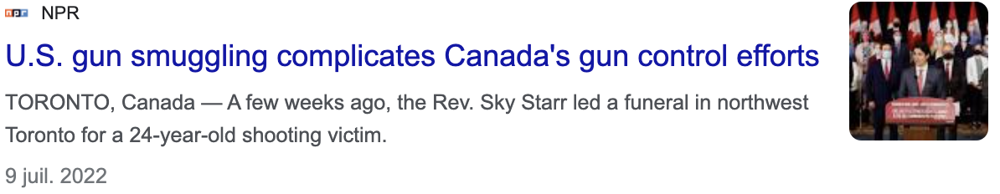 npr NPR
U.S. gun smuggling complicates Canada's gun control efforts
TORONTO, Canada — A few weeks ago, the Rev. Sky Starr led a funeral in northwest
Toronto for a 24-year-old shooting victim.
9 juil. 2022